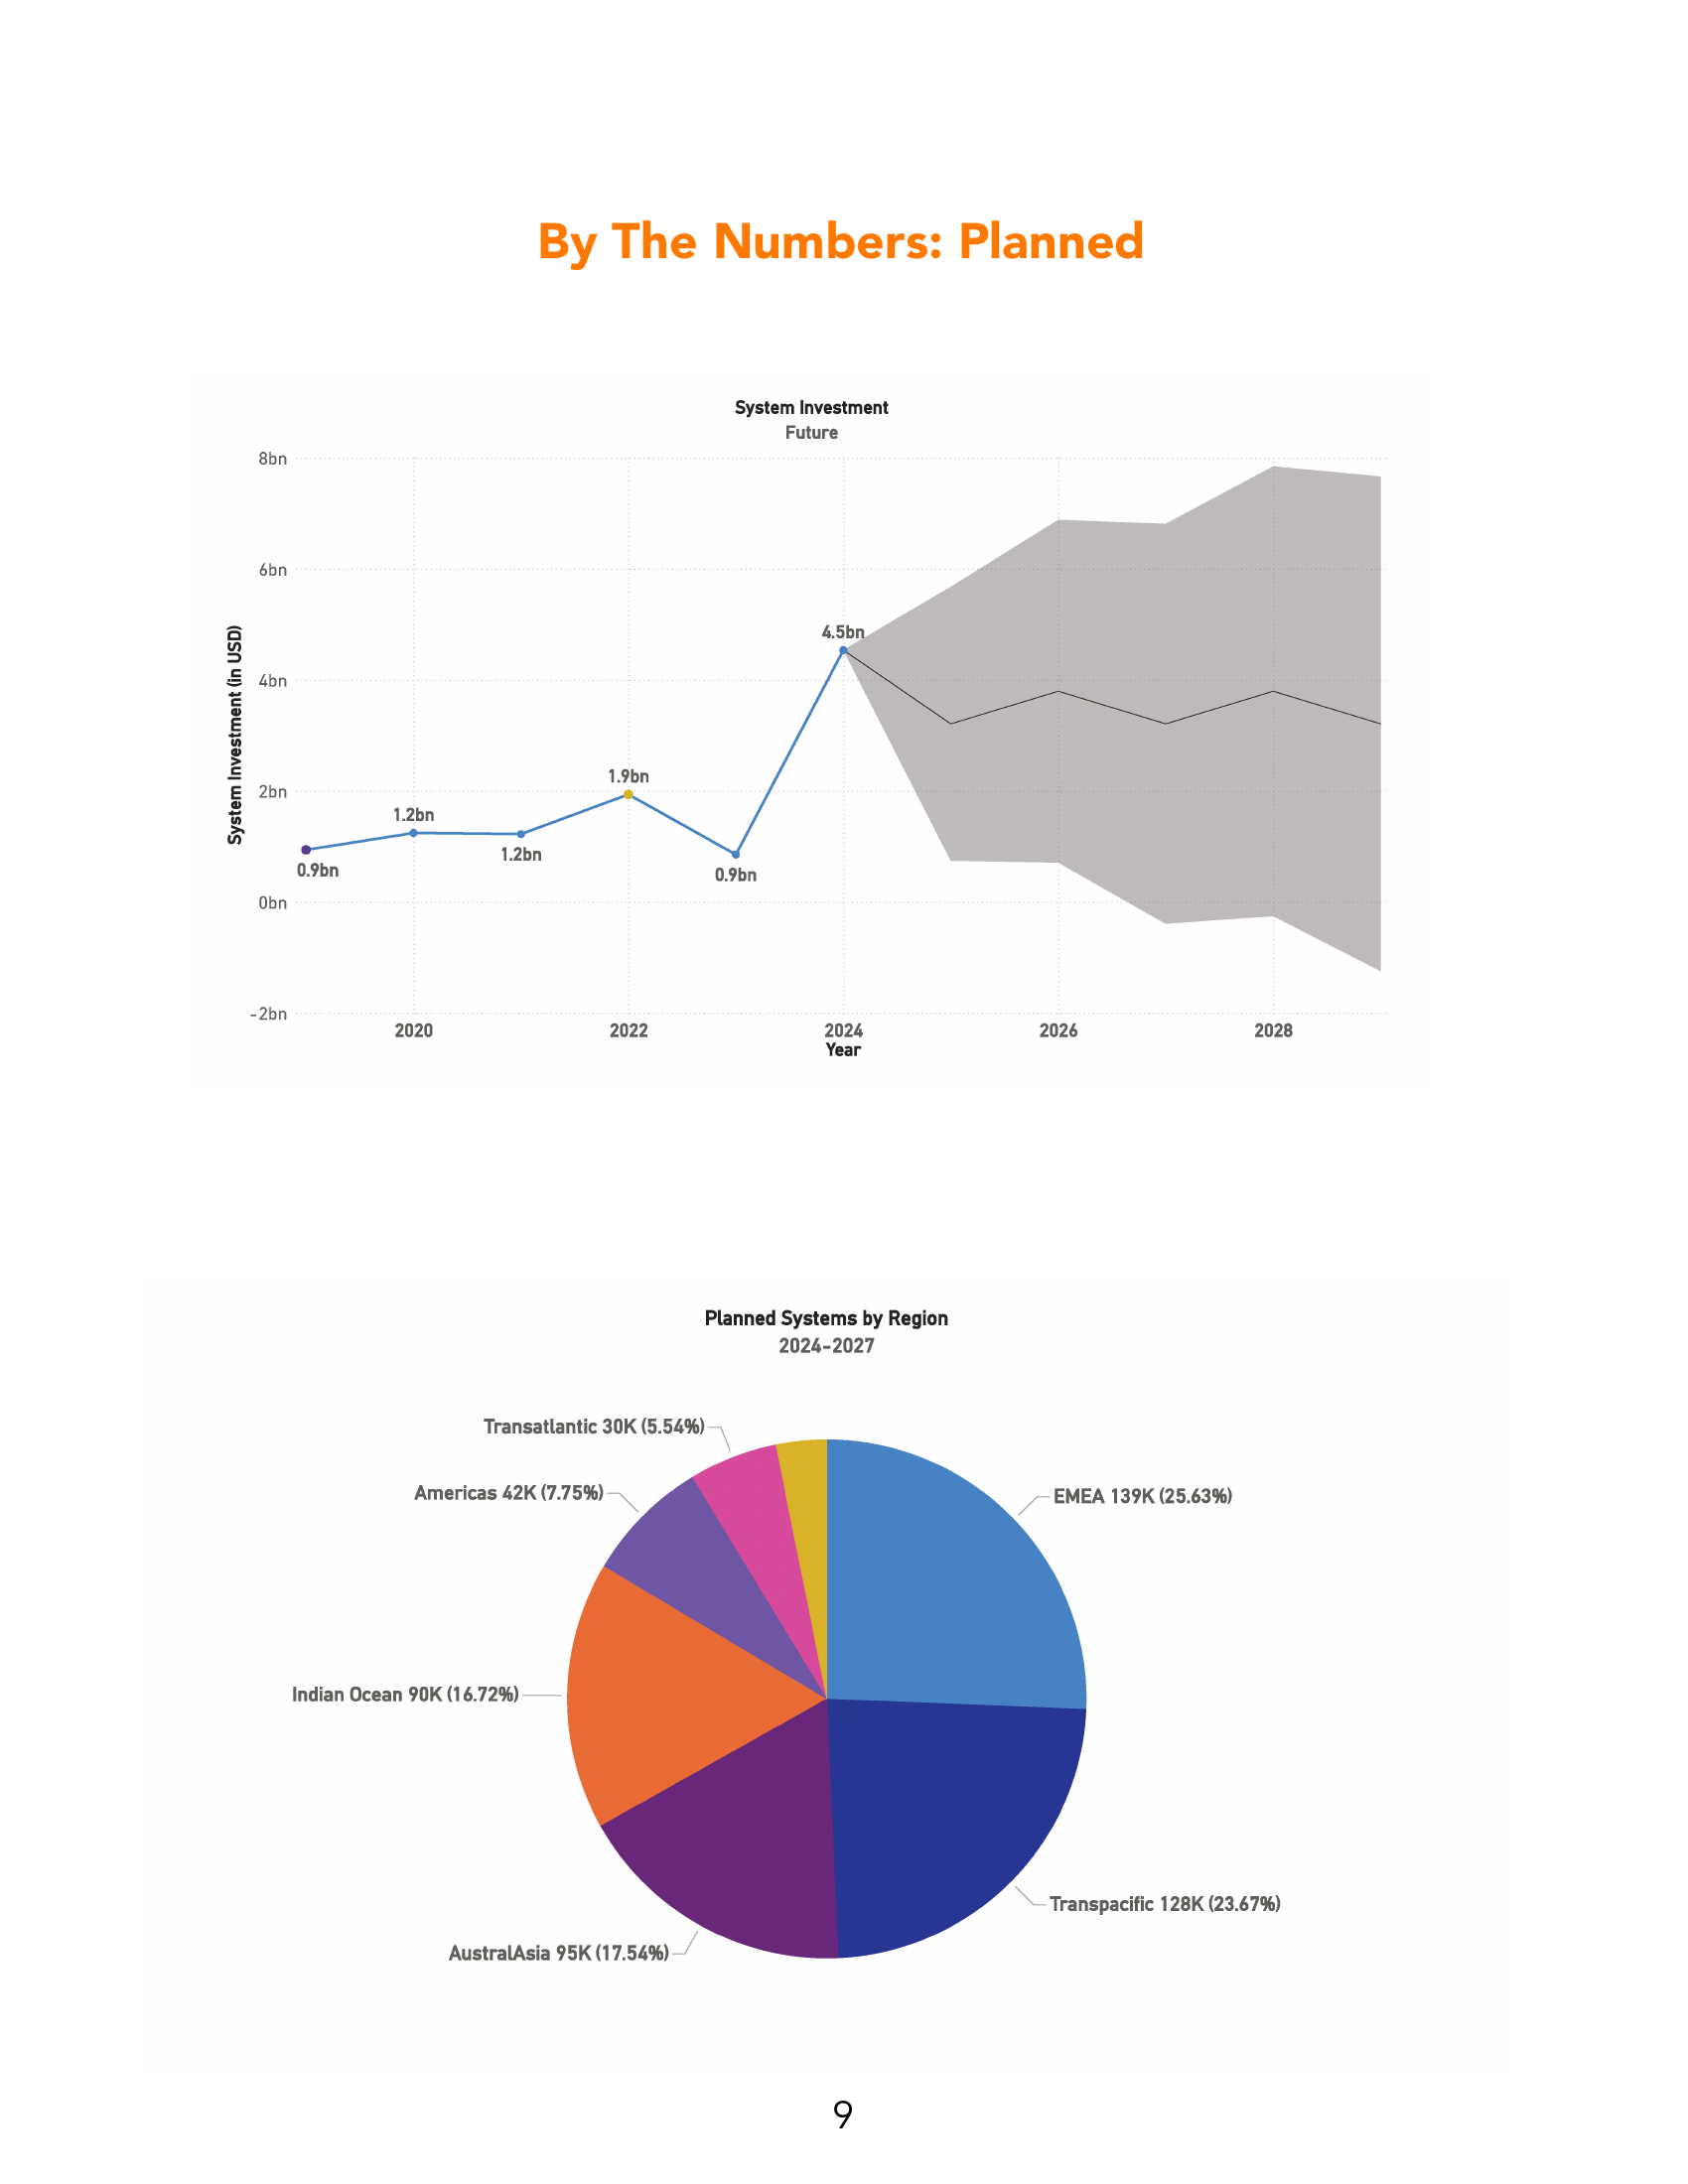 By The Numbers: Planned
System Investment
Future
8bn
6bn
4bn
2bn
0bn
-2bn
System Investment (in USD)
0.9bn
1.2bn
1.2bn
1.9bn
0.9bn
4.5bn
2020
2022
2024
2026
2028
Year
Planned Systems by Region
2024-2027
Transatlantic 30K (5.54%)
Americas 42K (7.75%)
EMEA 139K (25.63%)
Indian Ocean 90K (16.72%)
Transpacific 128K (23.67%)
AustralAsia 95K (17.54%)
9